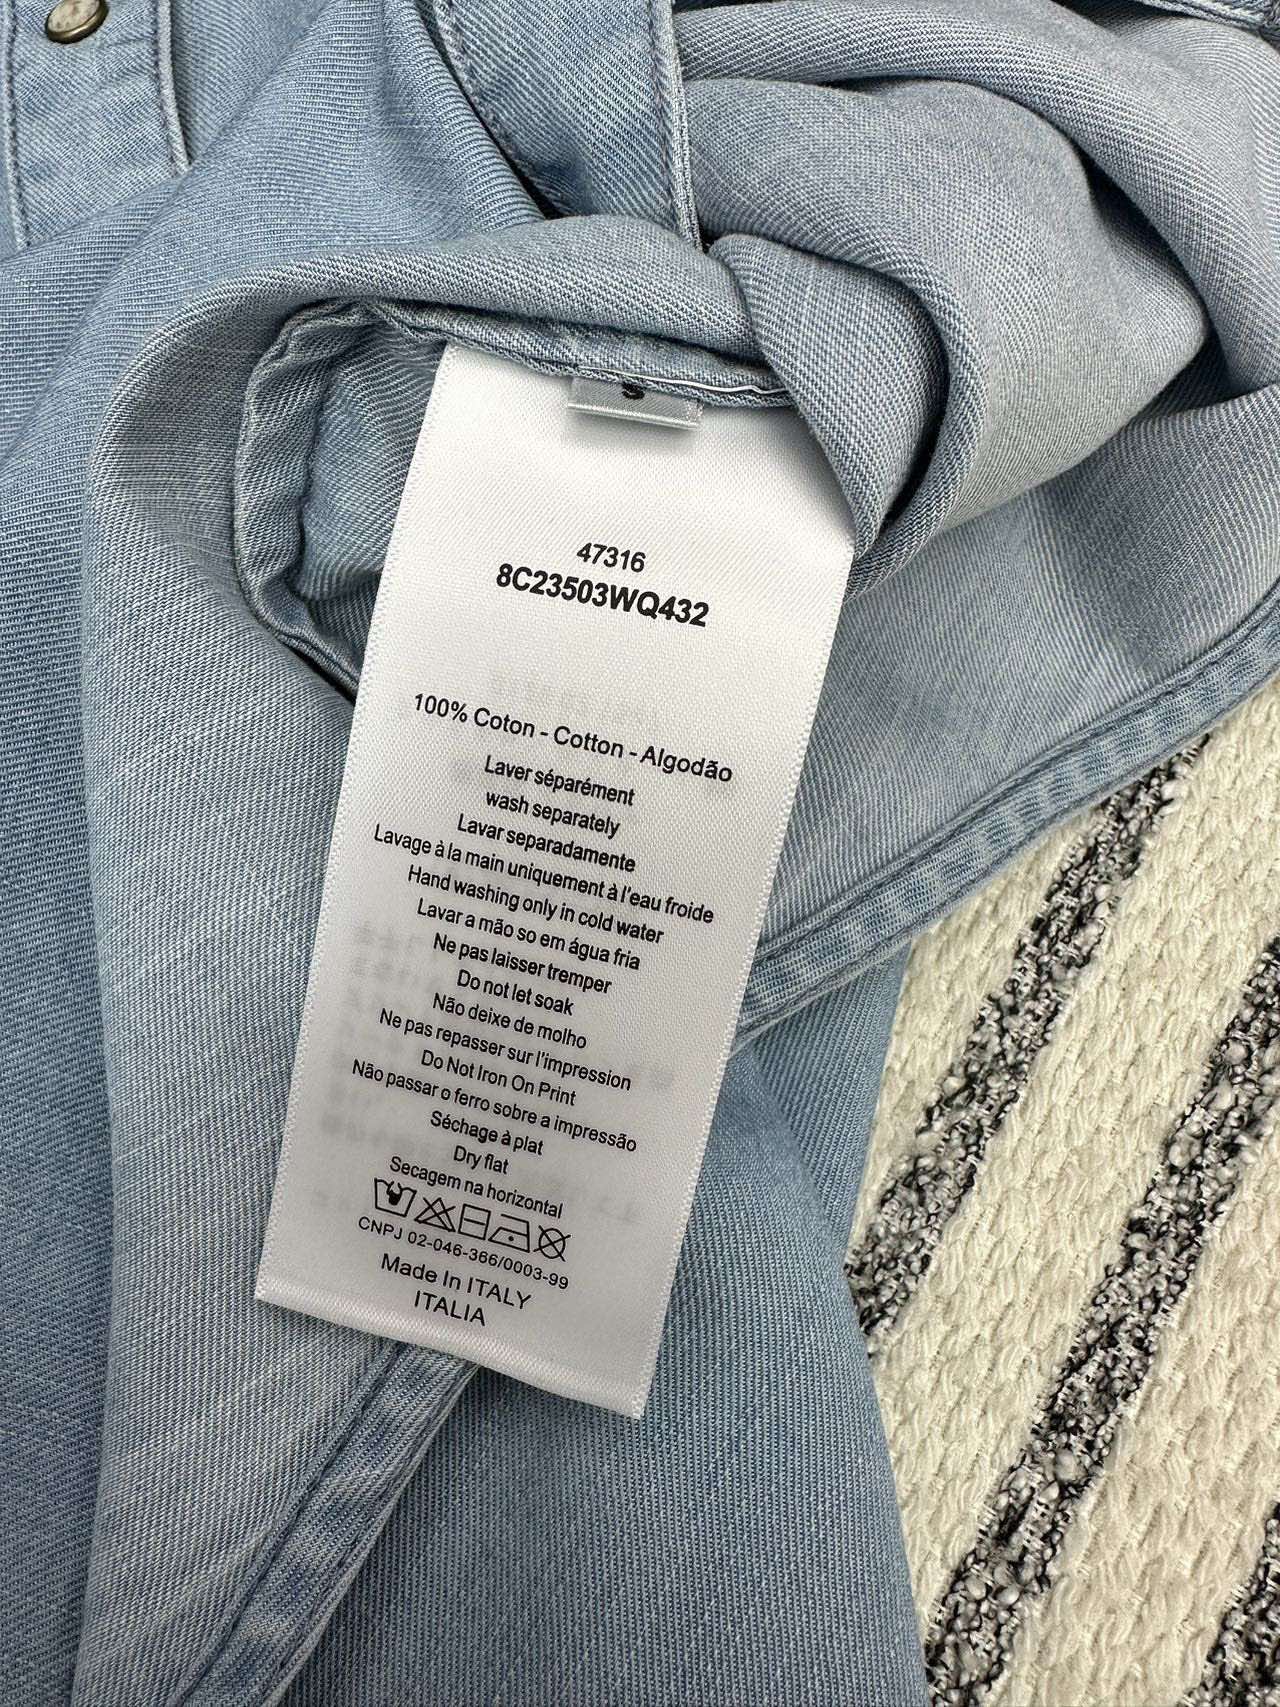 S
47316
8C23503WQ432
100% Coton - Cotton - Algodão
Laver séparément
wash separately
Lavar separadamente
Lavage à la main uniquement à l'eau froide
Hand washing only in cold water
Lavar a mão so em água fria
Ne pas laisser tremper
Do not let soak
Não deixe de molho
Ne pas repasser sur l'impression
Do Not Iron On Print
Não passar o ferro sobre a impressão
Séchage à plat
Dry flat
Secagem na horizontal
CNPJ 02-046-366/0003-99
Made In ITALY
ITALIA